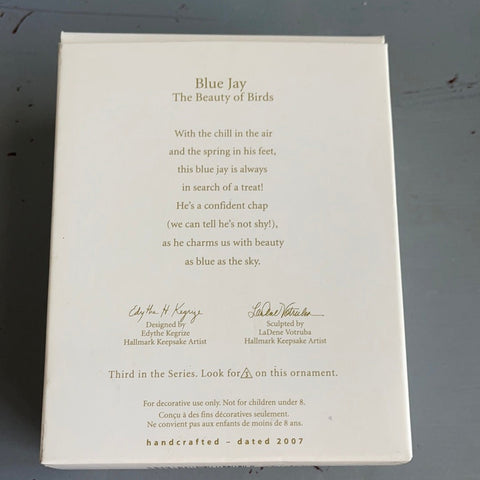 Blue Jay
The Beauty of Birds
With the chill in the air
and the spring in his feet,
this blue jay is always
in search of a treat!
He's a confident chap
(we can tell he's not shy!),
as he charms us with beauty
as blue as the sky.
Edythe H. Kegrize
Designed by
Edythe Kegrize
Hallmark Keepsake Artist
LaDene Votruba
Sculpted by
LaDene Votruba
Hallmark Keepsake Artist
Third in the Series. Look for 3 on this ornament.
For decorative use only. Not for children under 8.
Conçu à des fins décoratives seulement.
Ne convient pas aux enfants de moins de 8 ans.
handcrafted – dated 2007